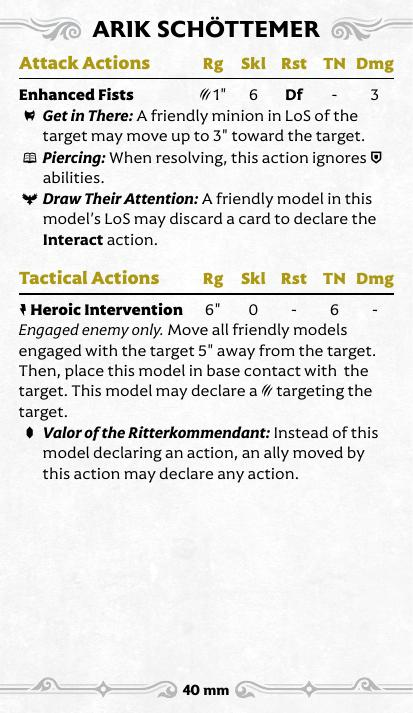 ARIK SCHÖTTEMER
Attack Actions Rg Skl Rst TN Dmg
Enhanced Fists 1" 6 Df - 3
Get in There: A friendly minion in LoS of the
target may move up to 3" toward the target.
Piercing: When resolving, this action ignores
abilities.
Draw Their Attention: A friendly model in this
model's LoS may discard a card to declare the
Interact action.
Tactical Actions Rg Skl Rst TN Dmg
Heroic Intervention 6" 0 - 6 -
Engaged enemy only. Move all friendly models
engaged with the target 5" away from the target.
Then, place this model in base contact with the
target. This model may declare a targeting the
target.
Valor of the Ritterkommendant: Instead of this
model declaring an action, an ally moved by
this action may declare any action.
40 mm